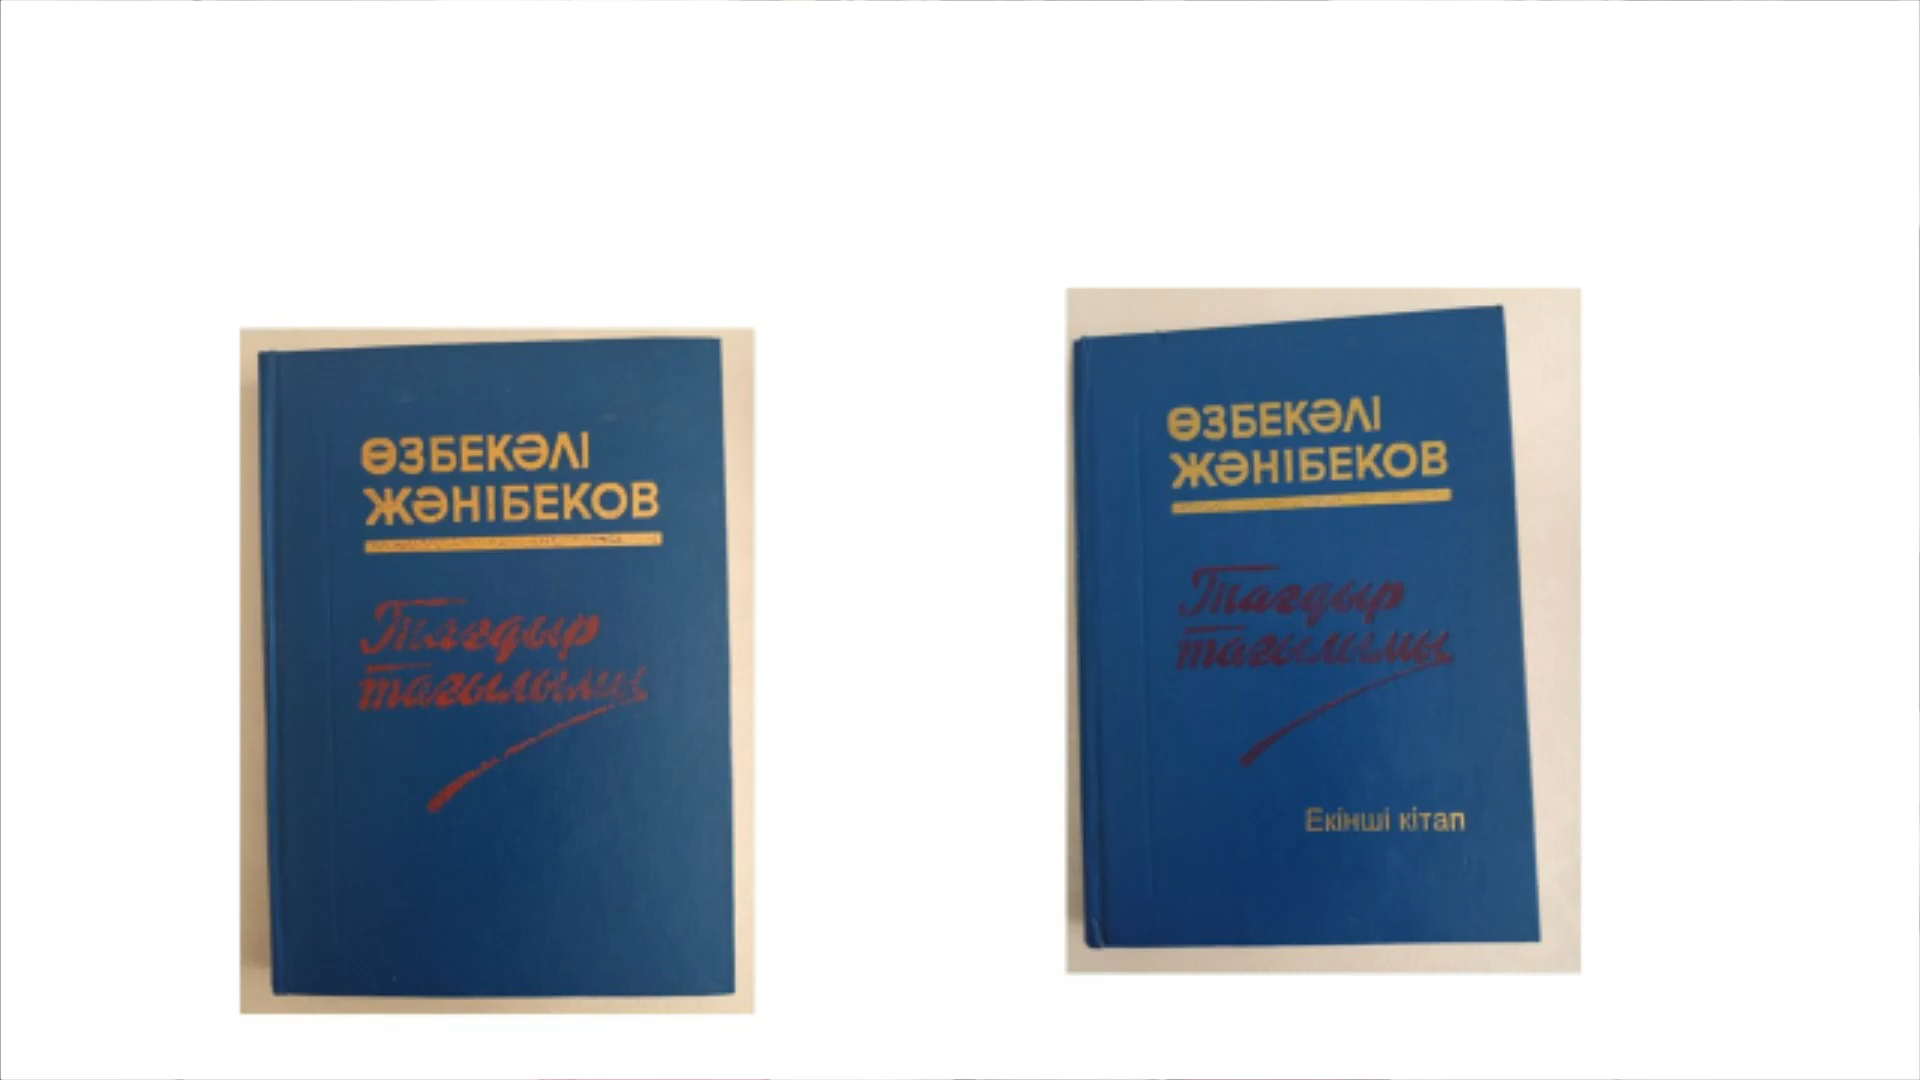 ӨЗБЕКӘЛІ
ЖӘНІБЕКОВ
Тағдыр
тағылымы
ӨЗБЕКӘЛІ
ЖӘНІБЕКОВ
Тағдыр
тағылымы
Екінші кітап